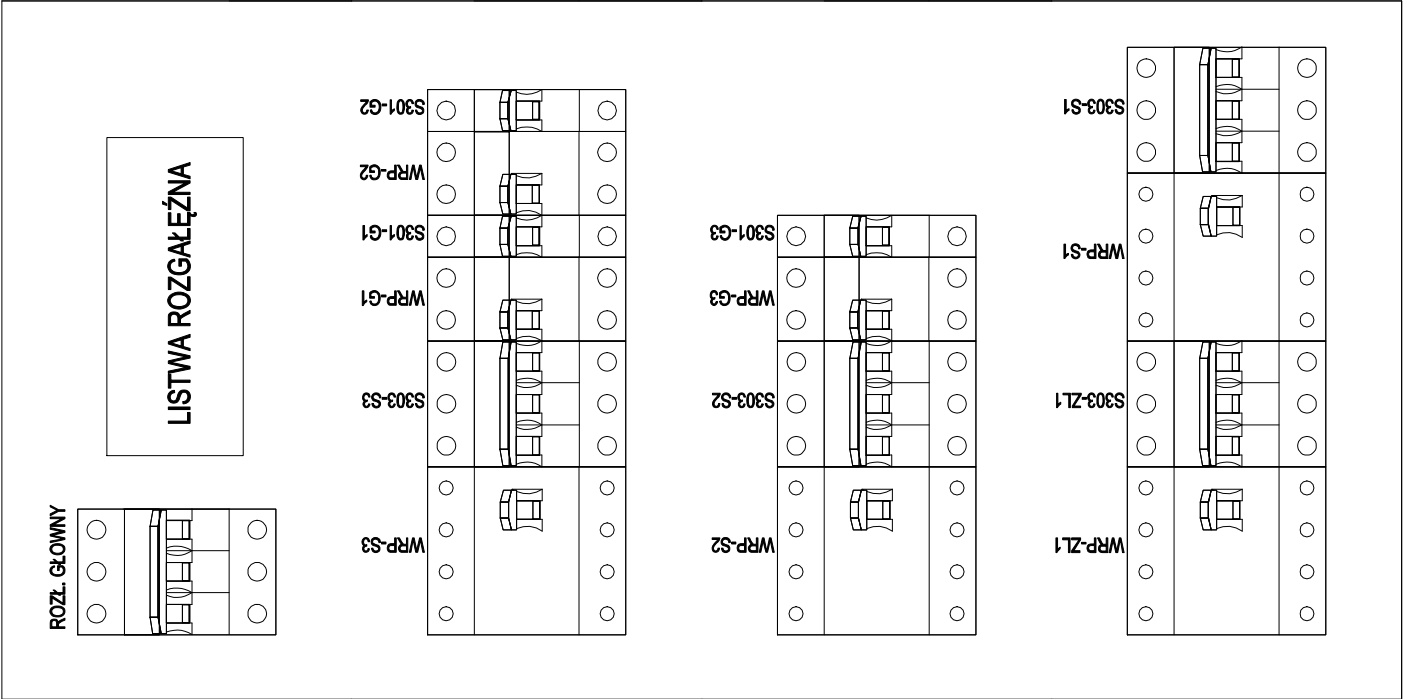 LISTWA ROZGAŁĘŹNA
ROZŁ. GŁOWNY
S301-G2
WRP-G2
S301-G1
WRP-G1
S303-S3
WRP-S3
S301-G3
WRP-G3
S303-S2
WRP-S2
S303-S1
WRP-S1
S303-ZL1
WRP-ZL1